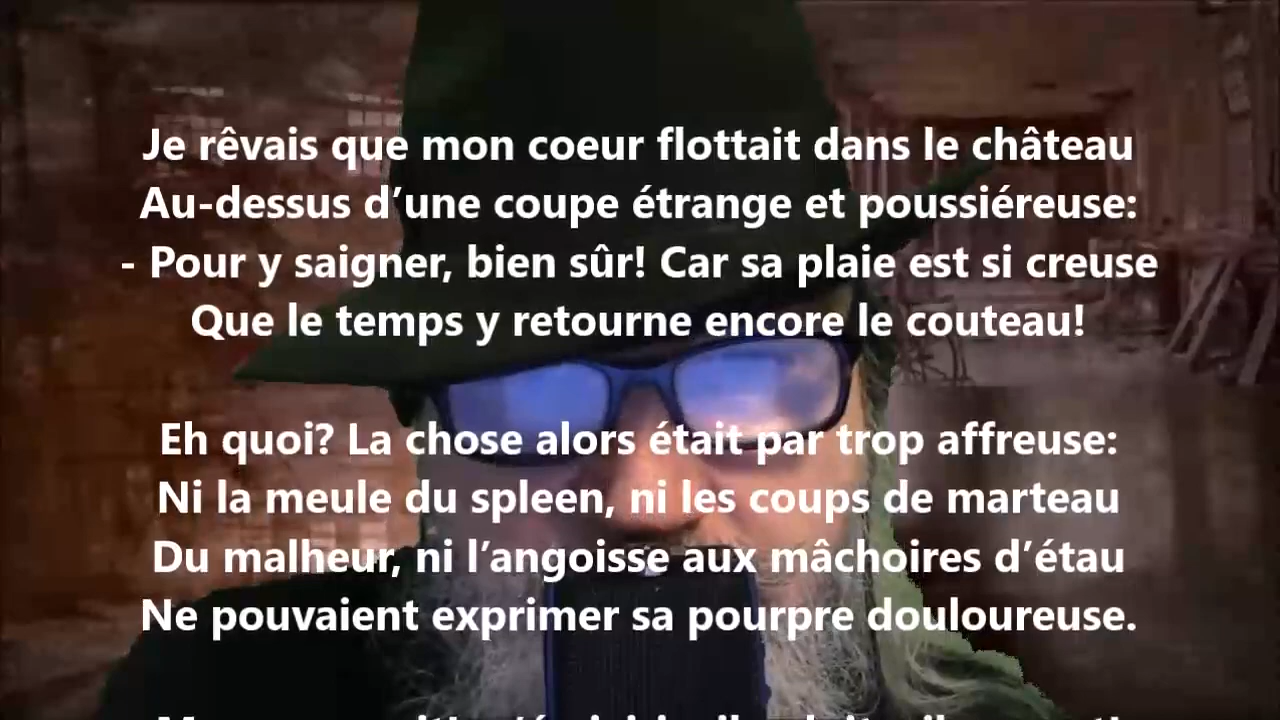 Je rêvais que mon coeur flottait dans le château
Au-dessus d’une coupe étrange et poussiéreuse:
- Pour y saigner, bien sûr! Car sa plaie est si creuse
Que le temps y retourne encore le couteau!
Eh quoi? La chose alors était par trop affreuse:
Ni la meule du spleen, ni les coups de marteau
Du malheur, ni l’angoisse aux mâchoires d’étau
Ne pouvaient exprimer sa pourpre douloureuse.